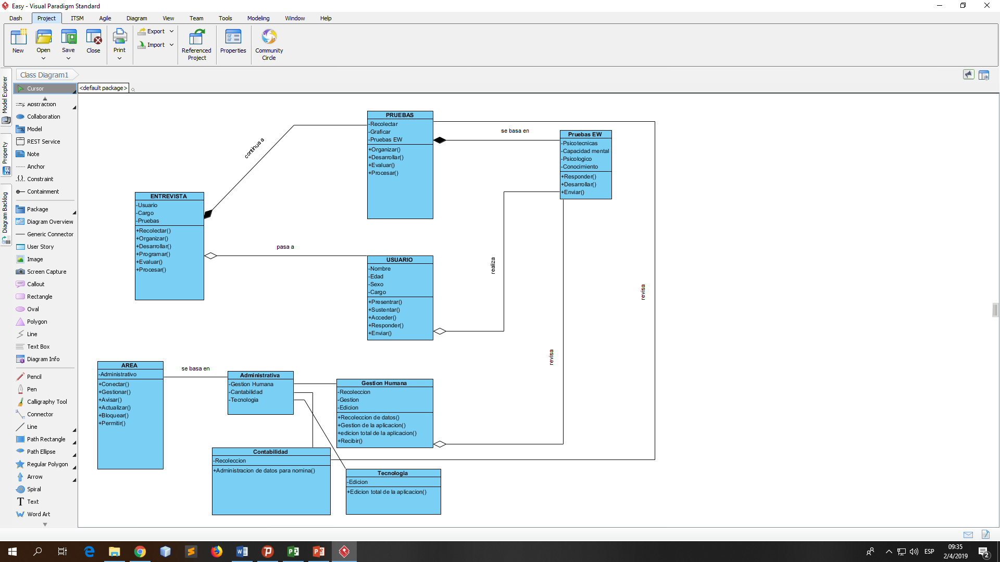 Easy - Visual Paradigm Standard
Dash Project ITSM Agile Diagram View Team Tools Modeling Window Help
New
Open
Save
Close
Print
Export
Import
Referenced
Project
Properties
Community
Circle
Model Explorer
Property
Diagram Backlog
Class Diagram1
<default package>
Cursor
Abstraction
Collaboration
Model
REST Service
Note
Anchor
Constraint
Containment
Package
Diagram Overview
Generic Connector
User Story
Image
Screen Capture
Callout
Rectangle
Oval
Polygon
Line
Text Box
Diagram Info
Pencil
Pen
Calligraphy Tool
Connector
Line
Path Rectangle
Path Ellipse
Regular Polygon
Arrow
Spiral
Text
Word Art
PRUEBAS
-Recolectar
-Graficar
-Pruebas EW
+Organizar()
+Desarrollar()
+Evaluar()
+Procesar()
continua a
se basa en
Pruebas EW
-Psicotecnicas
-Capacidad mental
-Psicologico
-Conocimiento
+Responder()
+Desarrollar()
+Enviar()
ENTREVISTA
-Usuario
-Cargo
-Pruebas
+Recolectar()
+Organizar()
+Desarrollar()
+Programar()
+Evaluar()
+Procesar()
pasa a
USUARIO
-Nombre
-Edad
-Sexo
-Cargo
+Presentrar()
+Sustentar()
+Acceder()
+Responder()
+Enviar()
realiza
revisa
revisa
AREA
-Administrativo
+Conectar()
+Gestionar()
+Avisar()
+Actualizar()
+Bloquear()
+Permitir()
se basa en
Administrativa
-Gestion Humana
-Cantabilidad
-Tecnologia
Gestion Humana
-Recoleccion
-Gestion
-Edicion
+Recoleccion de datos()
+Gestion de la aplicacion()
+edicion total de la aplicacion()
+Recibir()
Contabilidad
-Recoleccion
+Administracion de datos para nomina()
Tecnologia
-Edicion
+Edicion total de la aplicacion()
ESP
09:35
2/4/2019
2